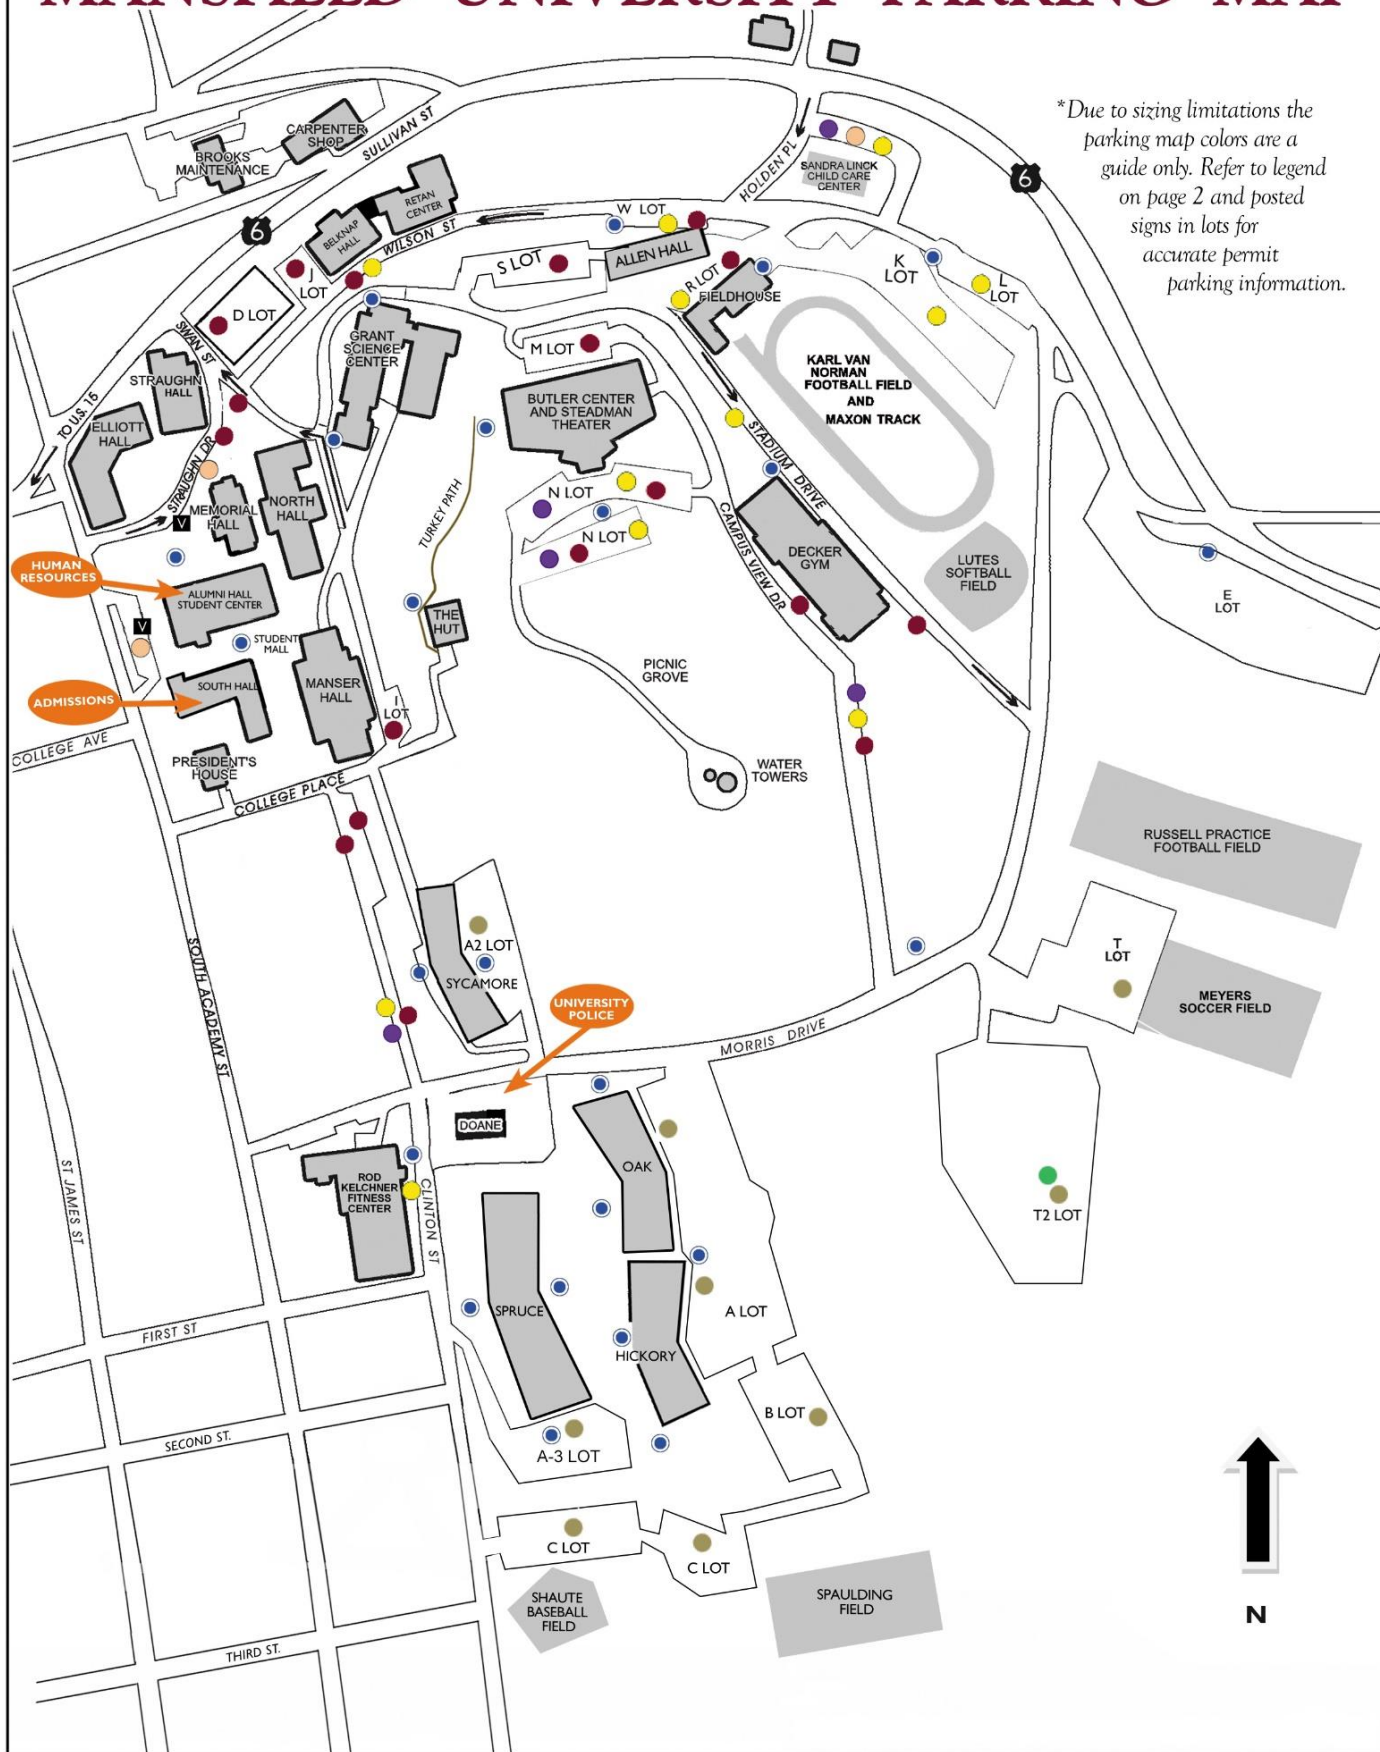 MANSFIELD UNIVERSITY PARKING MAP
*Due to sizing limitations the
parking map colors are a
guide only. Refer to legend
on page 2 and posted
signs in lots for
accurate permit
parking information.
CARPENTER
SHOP
BROOKS
MAINTENANCE
SULLIVAN ST
6
6
HOLDEN PL
SANDRA LINCK
CHILD CARE
CENTER
RETAN
CENTER
BELKNAP
HALL
WILSON ST
W LOT
ALLEN HALL
S LOT
J
LOT
D LOT
R LOT
FIELDHOUSE
K
LOT
L
LOT
SWAN ST
GRANT
SCIENCE
CENTER
M LOT
KARL VAN
NORMAN
FOOTBALL FIELD
AND
MAXON TRACK
STRAUGHN
HALL
TO U.S. 15
ELLIOTT
HALL
BUTLER CENTER
AND STEADMAN
THEATER
STADIUM DRIVE
STRAUGHN DR
V
MEMORIAL
HALL
NORTH
HALL
TURKEY PATH
N LOT
N LOT
CAMPUS VIEW DR
DECKER
GYM
LUTES
SOFTBALL
FIELD
E
LOT
HUMAN
RESOURCES
ALUMNI HALL
STUDENT CENTER
V
STUDENT
MALL
THE
HUT
ADMISSIONS
SOUTH HALL
MANSER
HALL
I
LOT
PICNIC
GROVE
COLLEGE AVE
PRESIDENT'S
HOUSE
COLLEGE PLACE
WATER
TOWERS
RUSSELL PRACTICE
FOOTBALL FIELD
SOUTH ACADEMY ST
A2 LOT
SYCAMORE
T
LOT
MEYERS
SOCCER FIELD
UNIVERSITY
POLICE
MORRIS DRIVE
DOANE
OAK
ROD
KELCHNER
FITNESS
CENTER
CLINTON ST
ST JAMES ST
T2 LOT
SPRUCE
A LOT
FIRST ST
HICKORY
B LOT
SECOND ST.
A-3 LOT
C LOT
C LOT
SHAUTE
BASEBALL
FIELD
SPAULDING
FIELD
N
THIRD ST.